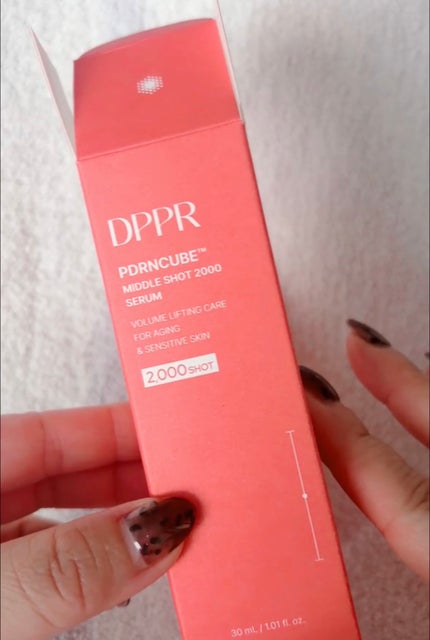 DPPR
PDRNCUBE™
MIDDLE SHOT 2000
SERUM
VOLUME LIFTING CARE
FOR AGING
& SENSITIVE SKIN
2,000 SHOT
30 mL / 1.01 fl. oz.